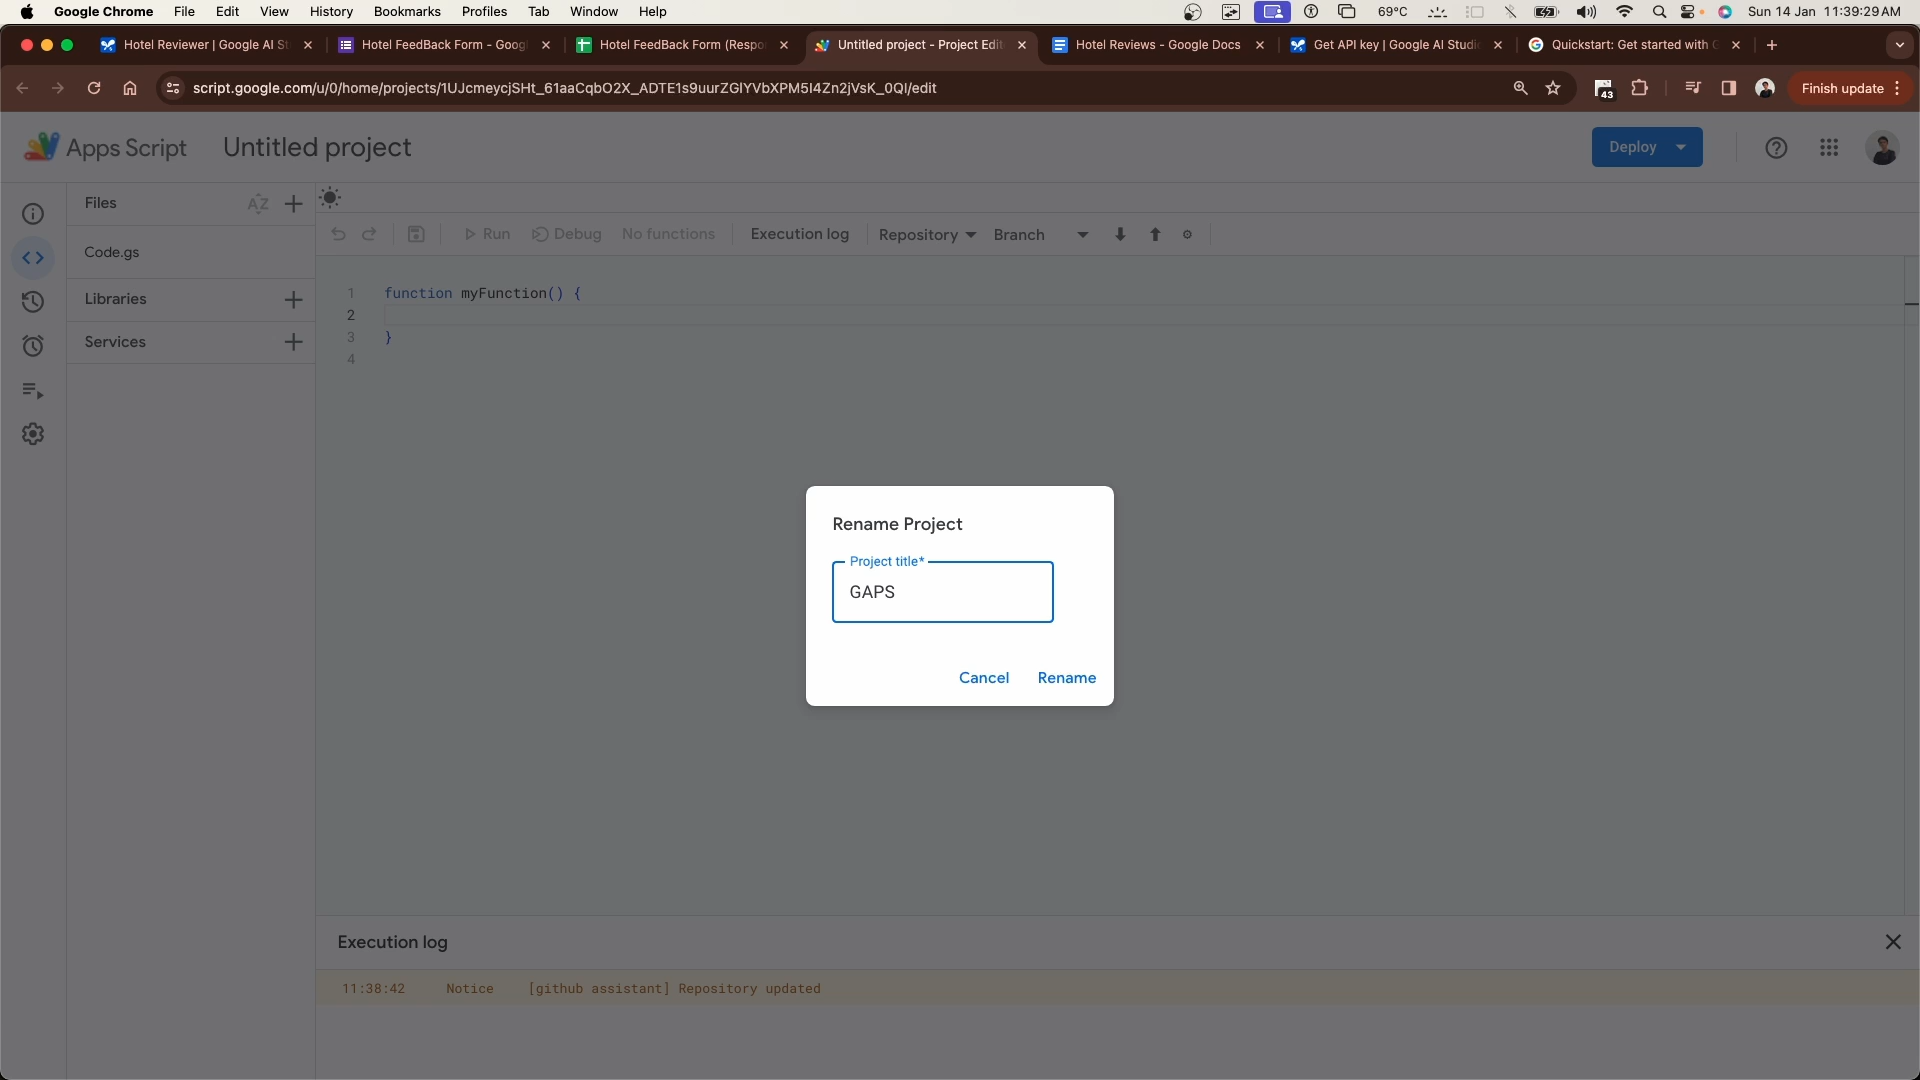 Google Chrome File Edit View History Bookmarks Profiles Tab Window Help 69°C Sun 14 Jan 11:39:29 AM
Hotel Reviewer | Google AI St Hotel FeedBack Form - Googl Hotel FeedBack Form (Respo Untitled project - Project Edit Hotel Reviews - Google Docs Get API key | Google AI Studi Quickstart: Get started with G
script.google.com/u/0/home/projects/1UJcmeycjSHt_61aaCqbO2X_ADTE1s9uurZGlYVbXPM5I4Zn2jVsK_0QI/edit 43 Finish update
Apps Script Untitled project Deploy
Files AZ
Run Debug No functions Execution log Repository Branch
Code.gs
Libraries
Services
1 function myFunction() {
2
3 }
4
Rename Project
Project title*
GAPS
Cancel Rename
Execution log
11:38:42 Notice [github assistant] Repository updated